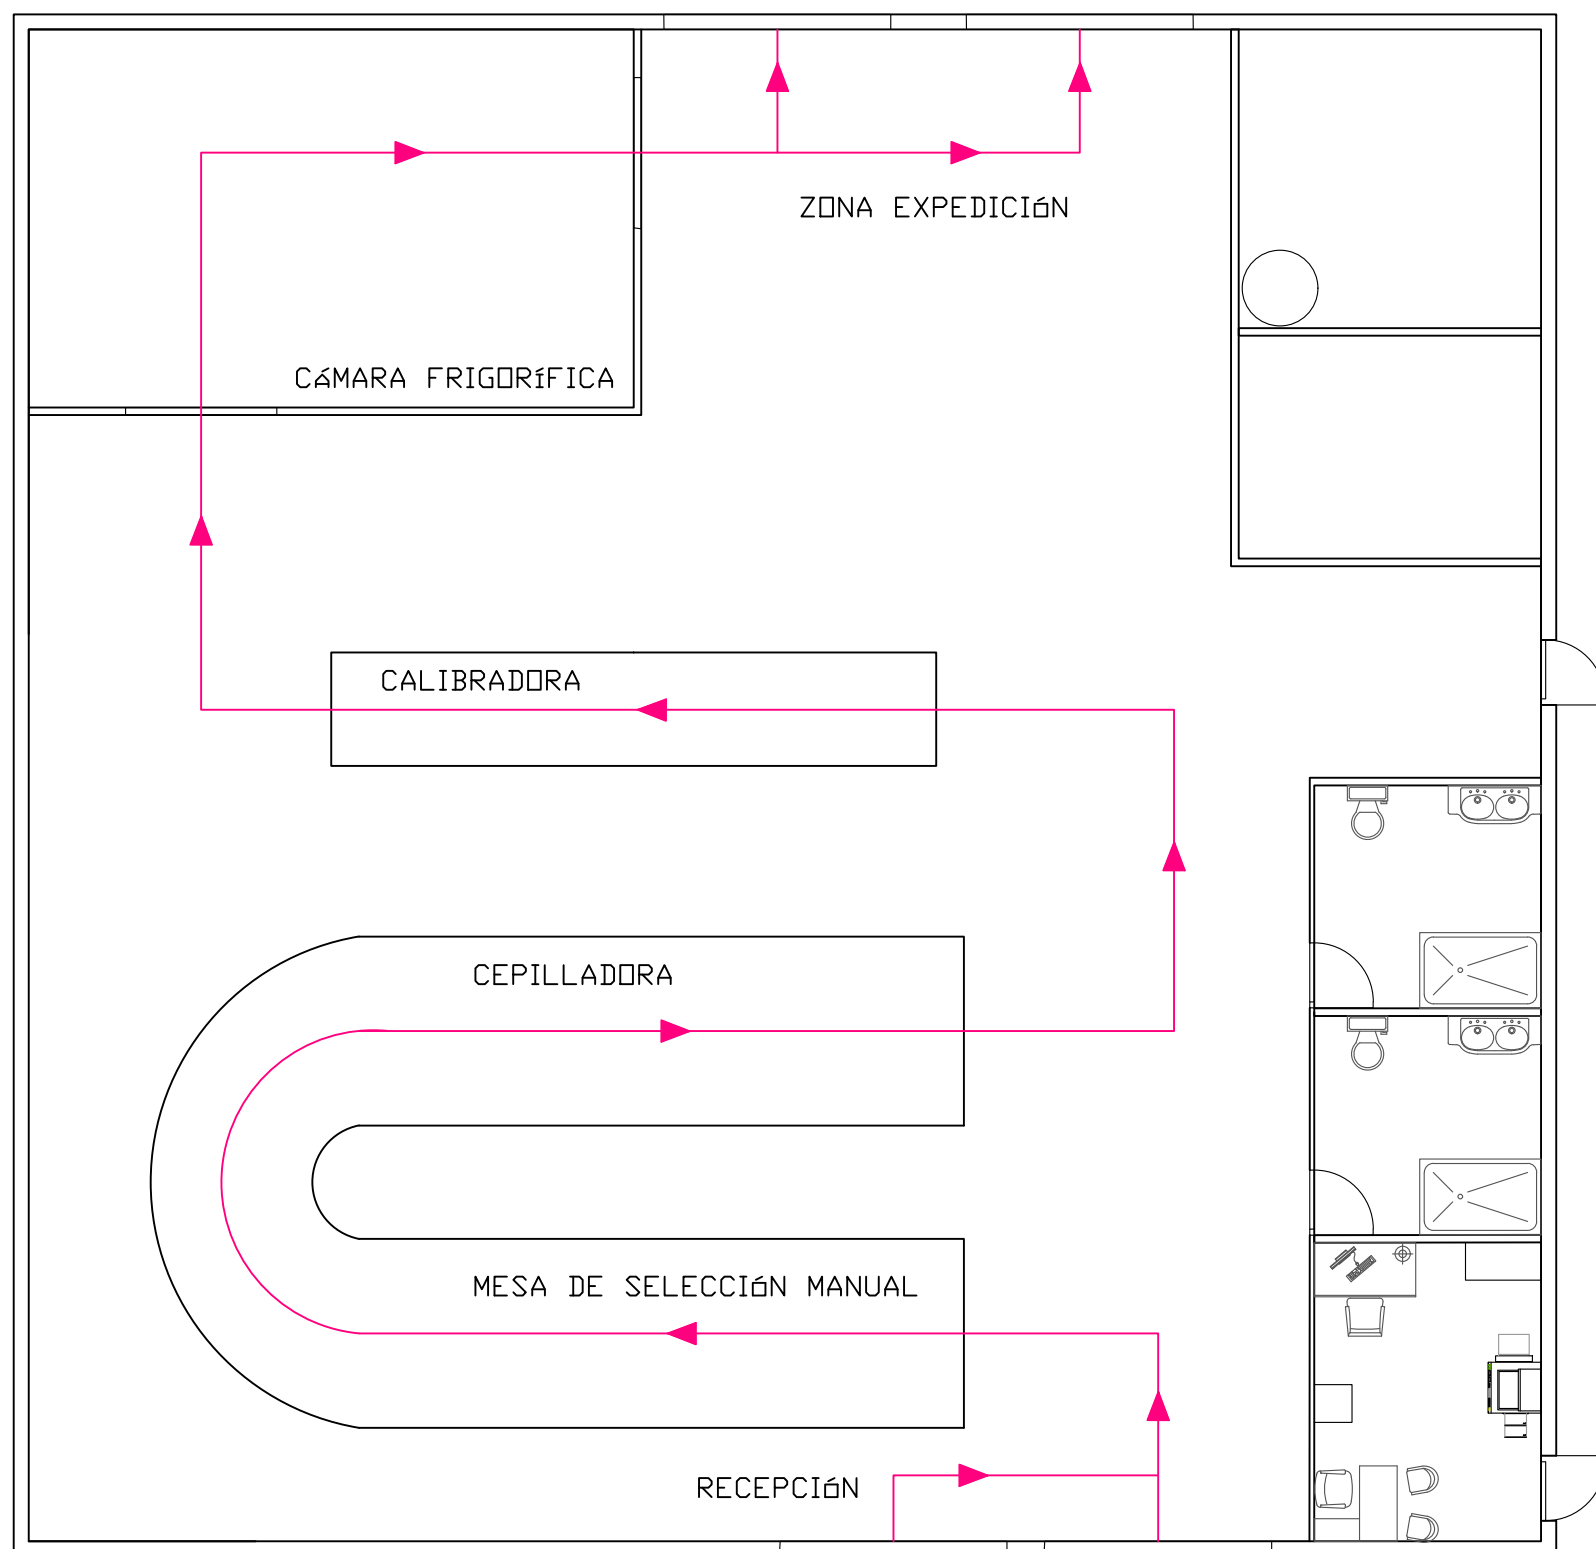 ZONA EXPEDICIóN
CáMARA FRIGORíFICA
CALIBRADORA
CEPILLADORA
MESA DE SELECCIóN MANUAL
RECEPCIóN